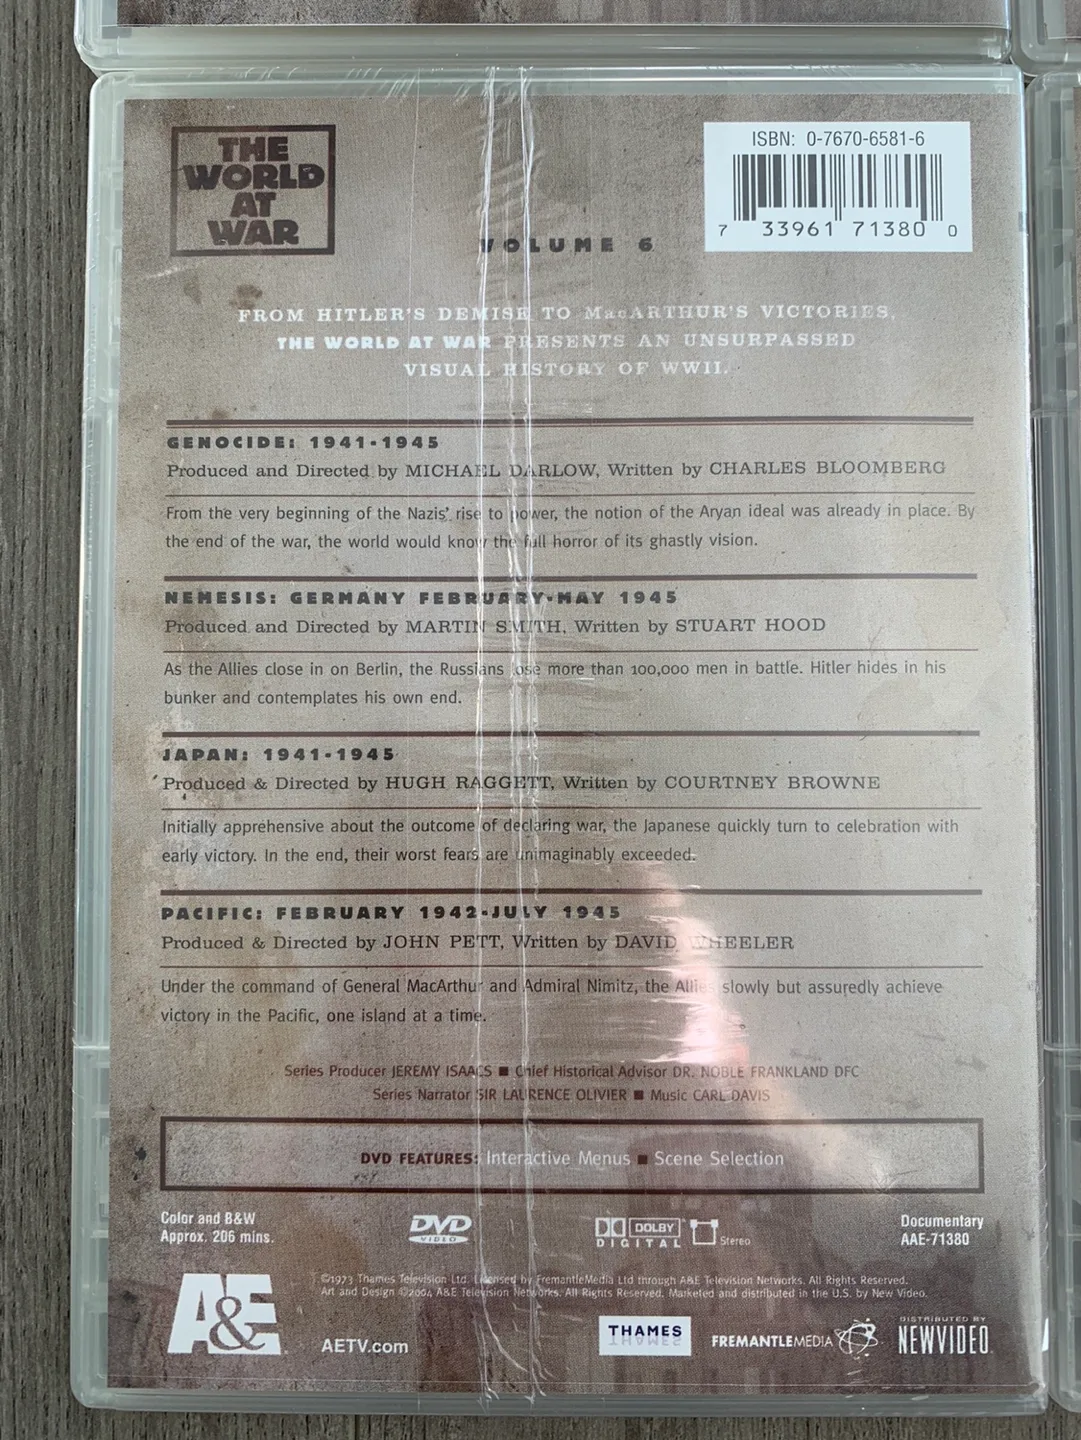 THE
WORLD
AT
WAR
ISBN: 0-7670-6581-6
7 33961 71380 0
VOLUME 6
FROM HITLER'S DEMISE TO MacARTHUR'S VICTORIES,
THE WORLD AT WAR PRESENTS AN UNSURPASSED
VISUAL HISTORY OF WWII.
GENOCIDE: 1941-1945
Produced and Directed by MICHAEL DARLOW, Written by CHARLES BLOOMBERG
From the very beginning of the Nazis' rise to power, the notion of the Aryan ideal was already in place. By
the end of the war, the world would know the full horror of its ghastly vision.
NEMESIS: GERMANY FEBRUARY-MAY 1945
Produced and Directed by MARTIN SMITH, Written by STUART HOOD
As the Allies close in on Berlin, the Russians lose more than 100,000 men in battle. Hitler hides in his
bunker and contemplates his own end.
JAPAN: 1941-1945
Produced & Directed by HUGH RAGGETT, Written by COURTNEY BROWNE
Initially apprehensive about the outcome of declaring war, the Japanese quickly turn to celebration with
early victory. In the end, their worst fears are unimaginably exceeded.
PACIFIC: FEBRUARY 1942-JULY 1945
Produced & Directed by JOHN PETT, Written by DAVID WHEELER
Under the command of General MacArthur and Admiral Nimitz, the Allies slowly but assuredly achieve
victory in the Pacific, one island at a time.
Series Producer JEREMY ISAACS ■ Chief Historical Advisor DR. NOBLE FRANKLAND DFC
Series Narrator SIR LAURENCE OLIVIER ■ Music CARL DAVIS
DVD FEATURES: Interactive Menus ■ Scene Selection
Color and B&W
Approx. 206 mins.
DVD
VIDEO
DOLBY
DIGITAL
Stereo
Documentary
AAE-71380
A&E
AETV.com
©1973 Thames Television Ltd. Licensed by FremantleMedia Ltd through A&E Television Networks. All Rights Reserved.
Art and Design ©2004 A&E Television Networks. All Rights Reserved. Marketed and distributed in the U.S. by New Video.
THAMES
FREMANTLEMEDIA
DISTRIBUTED BY
NEWVIDEO